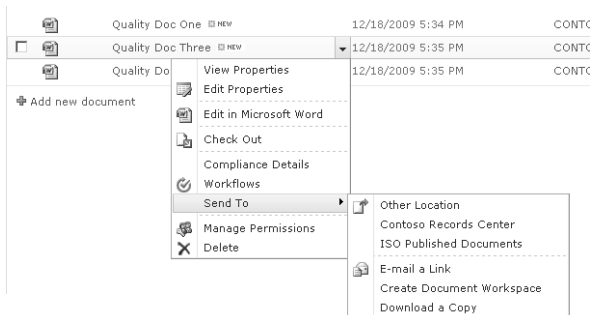 Quality Doc One NEW 12/18/2009 5:34 PM CONTO
Quality Doc Three NEW 12/18/2009 5:35 PM CONTO
Quality Do 12/18/2009 5:35 PM CONTO
Add new document
View Properties
Edit Properties
Edit in Microsoft Word
Check Out
Compliance Details
Workflows
Send To
Manage Permissions
Delete
Other Location
Contoso Records Center
ISO Published Documents
E-mail a Link
Create Document Workspace
Download a Copy